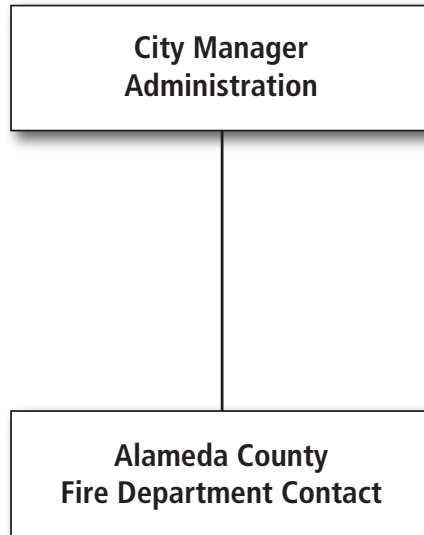 City Manager
Administration
Alameda County
Fire Department Contact